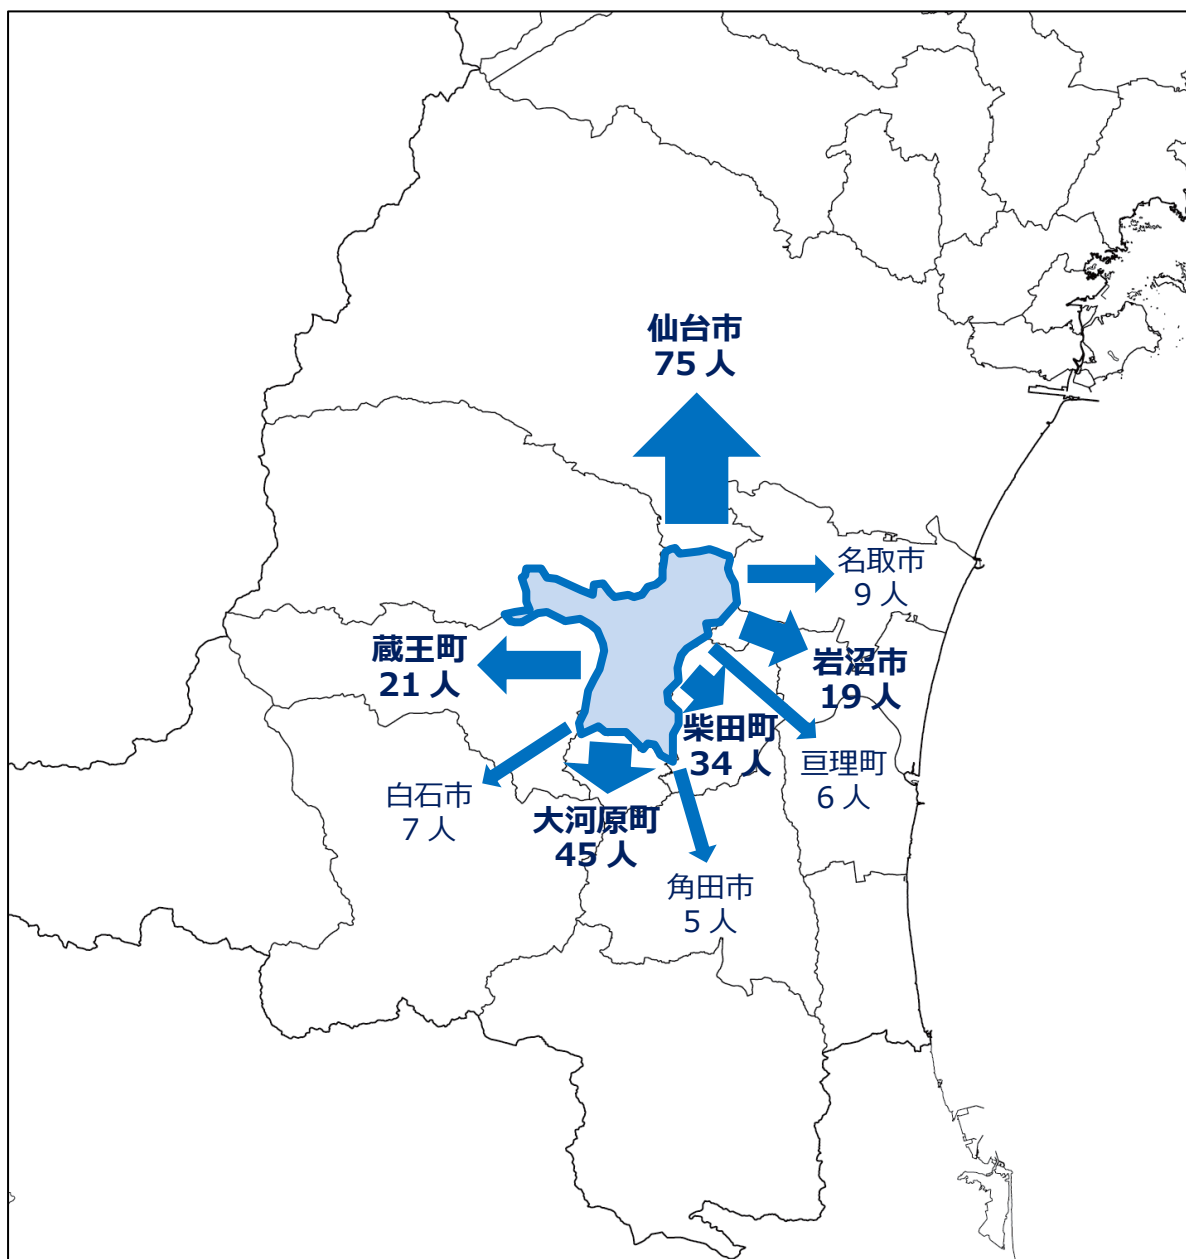 仙台市
75 人
名取市
9 人
蔵王町
21 人
岩沼市
19 人
柴田町
34 人
亘理町
6 人
白石市
7 人
大河原町
45 人
角田市
5 人